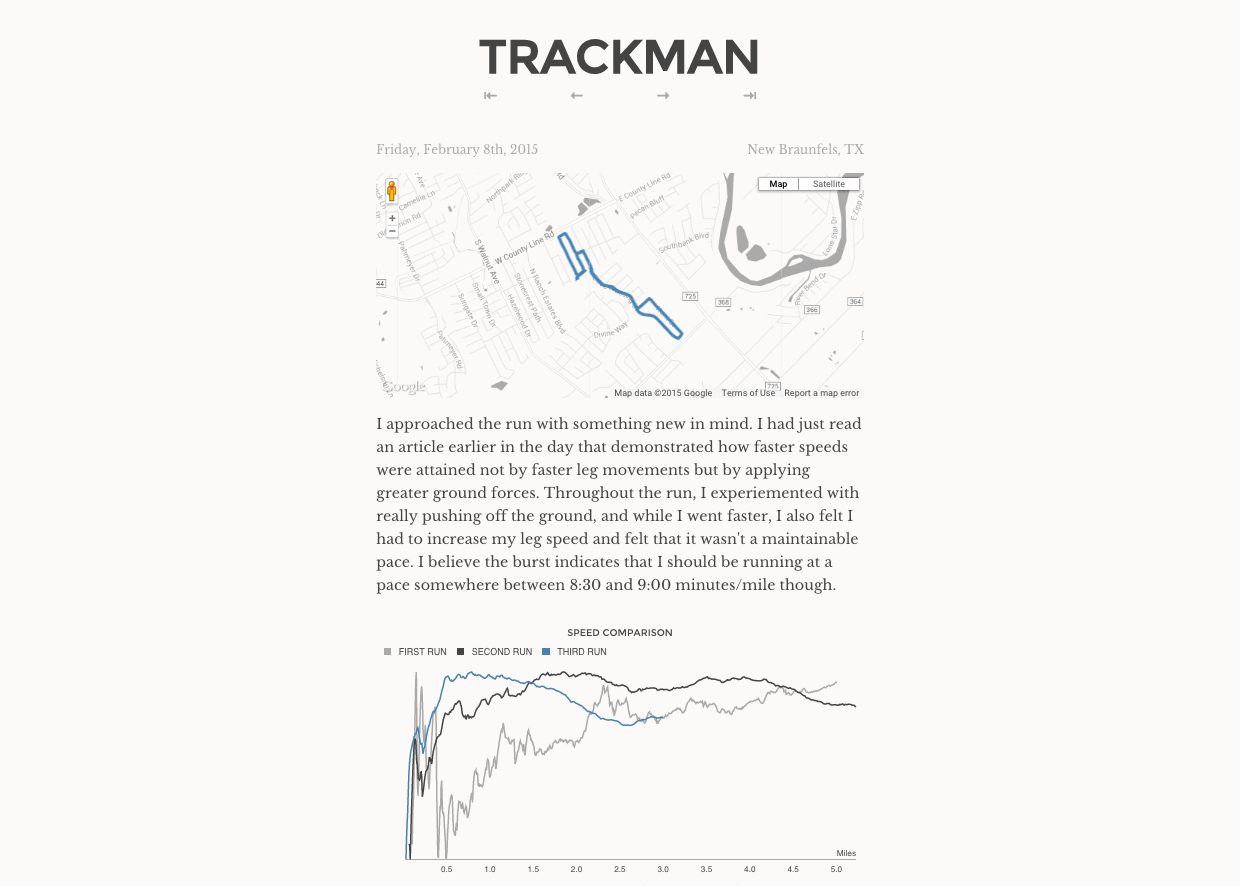 TRACKMAN
Friday, February 8th, 2015
New Braunfels, TX
Map
Satellite
Northpark
Camellia Ln
E County Line Rd
Pecan Bluff
W County Line Rd
Southbank Blvd
S Walnut Ave
Palmeyer Dr
N Ranch Estates Blvd
Stonecrest Path
Hazelwood Dr
Small Town Dr
Sungate Dr
Divine Way
Palmeyer Rd
Lone Star Dr
River Bend Dr
E Zipp
725
368
266
364
725
44
Google
Map data ©2015 Google
Terms of Use
Report a map error
I approached the run with something new in mind. I had just read
an article earlier in the day that demonstrated how faster speeds
were attained not by faster leg movements but by applying
greater ground forces. Throughout the run, I experiemented with
really pushing off the ground, and while I went faster, I also felt I
had to increase my leg speed and felt that it wasn't a maintainable
pace. I believe the burst indicates that I should be running at a
pace somewhere between 8:30 and 9:00 minutes/mile though.
SPEED COMPARISON
FIRST RUN SECOND RUN THIRD RUN
Miles
0.5 1.0 1.5 2.0 2.5 3.0 3.5 4.0 4.5 5.0